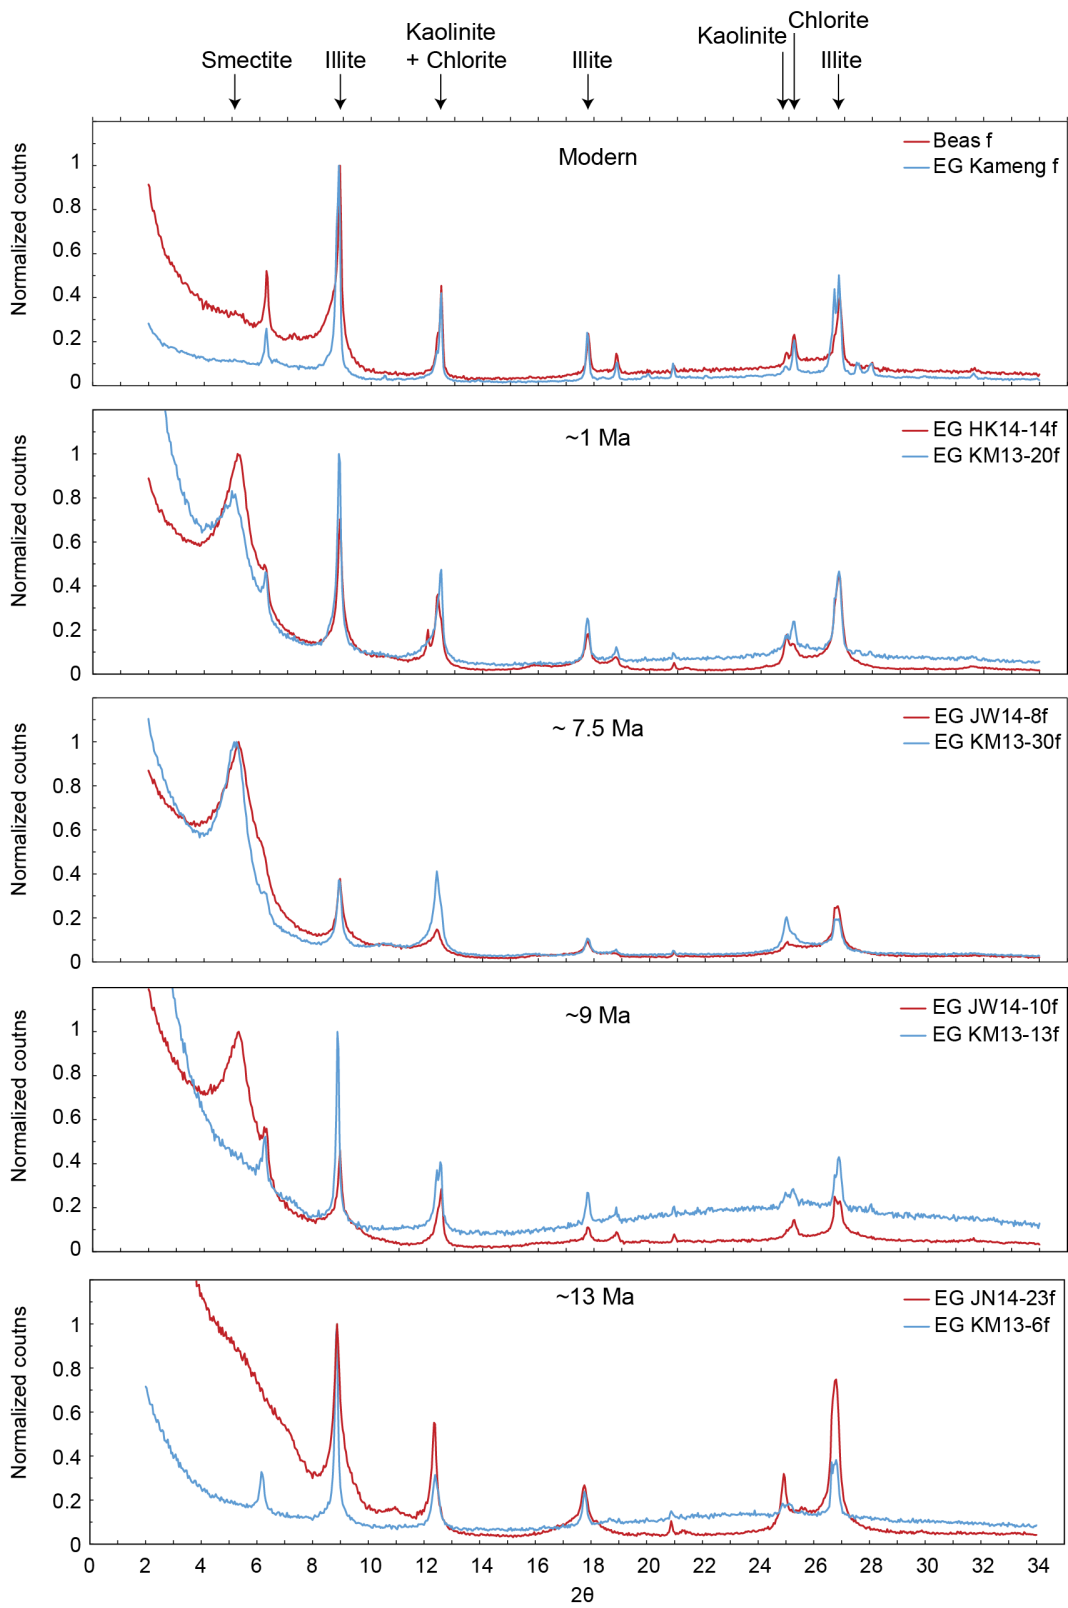 Kaolinite
+ Chlorite
Chlorite
Kaolinite
Smectite
Illite
Illite
Illite
Normalized coutns
Modern
Beas f
EG Kameng f
1
0.8
0.6
0.4
0.2
0
Normalized coutns
~1 Ma
EG HK14-14f
EG KM13-20f
1
0.8
0.6
0.4
0.2
0
Normalized coutns
~ 7.5 Ma
EG JW14-8f
EG KM13-30f
1
0.8
0.6
0.4
0.2
0
Normalized coutns
~9 Ma
EG JW14-10f
EG KM13-13f
1
0.8
0.6
0.4
0.2
0
Normalized coutns
~13 Ma
EG JN14-23f
EG KM13-6f
1
0.8
0.6
0.4
0.2
0
0 2 4 6 8 10 12 14 16 18 20 22 24 26 28 30 32 34
2θ